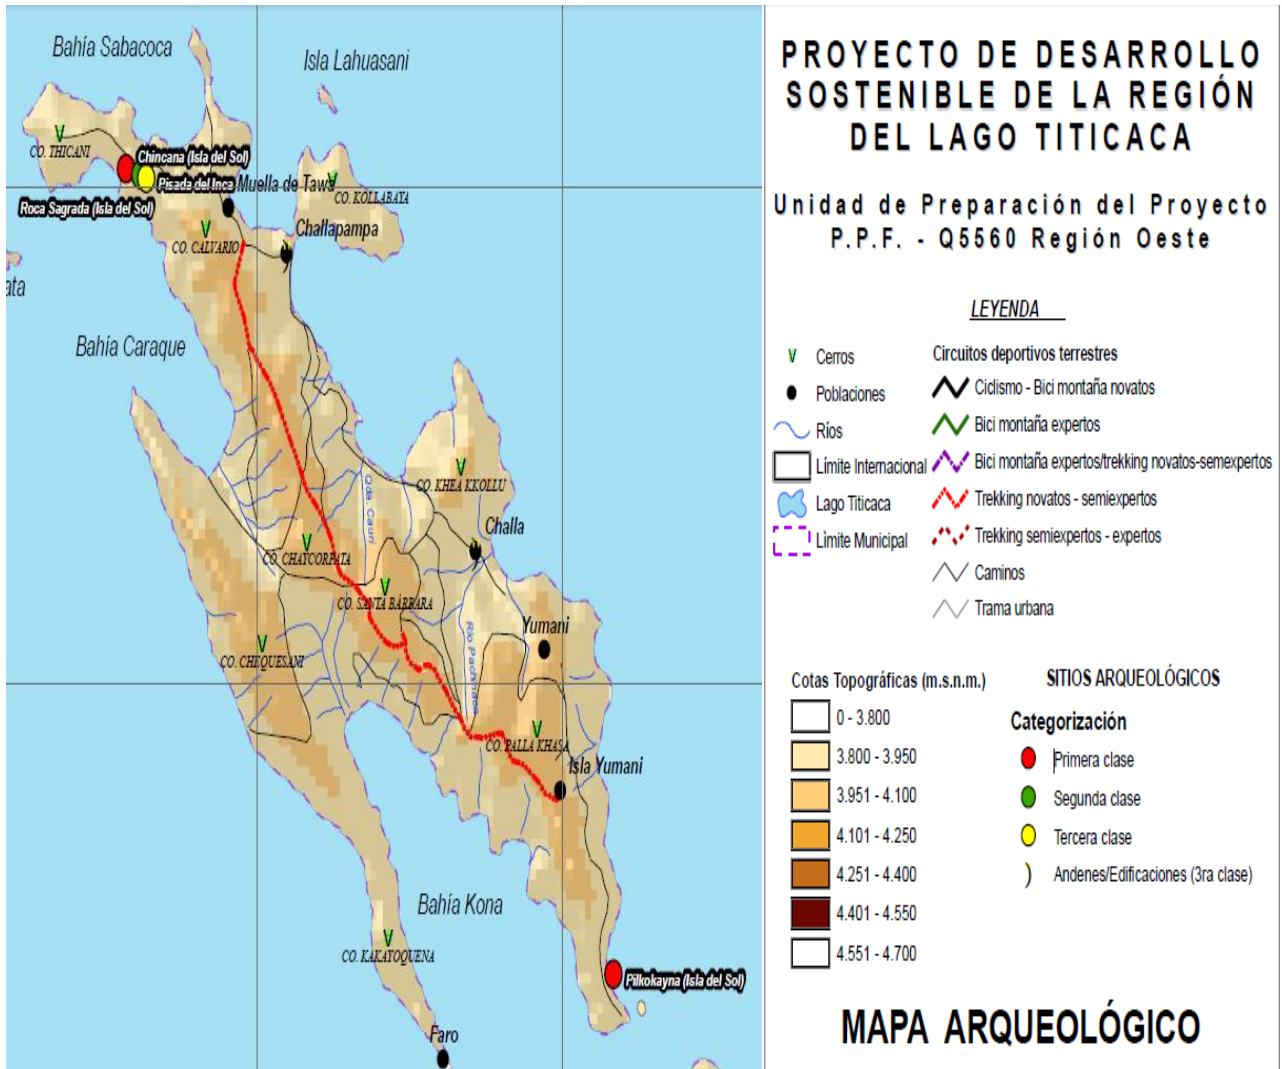 Bahía Sabacoca
Isla Lahuasani
CO. THICANI
Chincana (Isla del Sol)
Pisada del Inca
Muella de Tawa
CO. KOLLABAYA
Roca Sagrada (Isla del Sol)
CO. CALVARIO
Challapampa
ata
Bahía Caraque
CO. KHEA KKOLLU
Qda. Cauri
Challa
CO. CHAYCORPATA
CO. SANTA BÁRBARA
Yumani
CO. CHEQUESANI
CO. PALLA KHASA
Isla Yumani
Bahía Kona
CO. KAKAYOQUENA
Pilkokayna (Isla del Sol)
Faro
PROYECTO DE DESARROLLO
SOSTENIBLE DE LA REGIÓN
DEL LAGO TITICACA
Unidad de Preparación del Proyecto
P.P.F. - Q5560 Región Oeste
LEYENDA
Cerros
Poblaciones
Ríos
Límite Internacional
Lago Titicaca
Límite Municipal
Circuitos deportivos terrestres
Ciclismo - Bici montaña novatos
Bici montaña expertos
Bici montaña expertos/trekking novatos-semexpertos
Trekking novatos - semiexpertos
Trekking semiexpertos - expertos
Caminos
Trama urbana
Cotas Topográficas (m.s.n.m.)
0 - 3.800
3.800 - 3.950
3.951 - 4.100
4.101 - 4.250
4.251 - 4.400
4.401 - 4.550
4.551 - 4.700
SITIOS ARQUEOLÓGICOS
Categorización
Primera clase
Segunda clase
Tercera clase
Andenes/Edificaciones (3ra clase)
MAPA ARQUEOLÓGICO